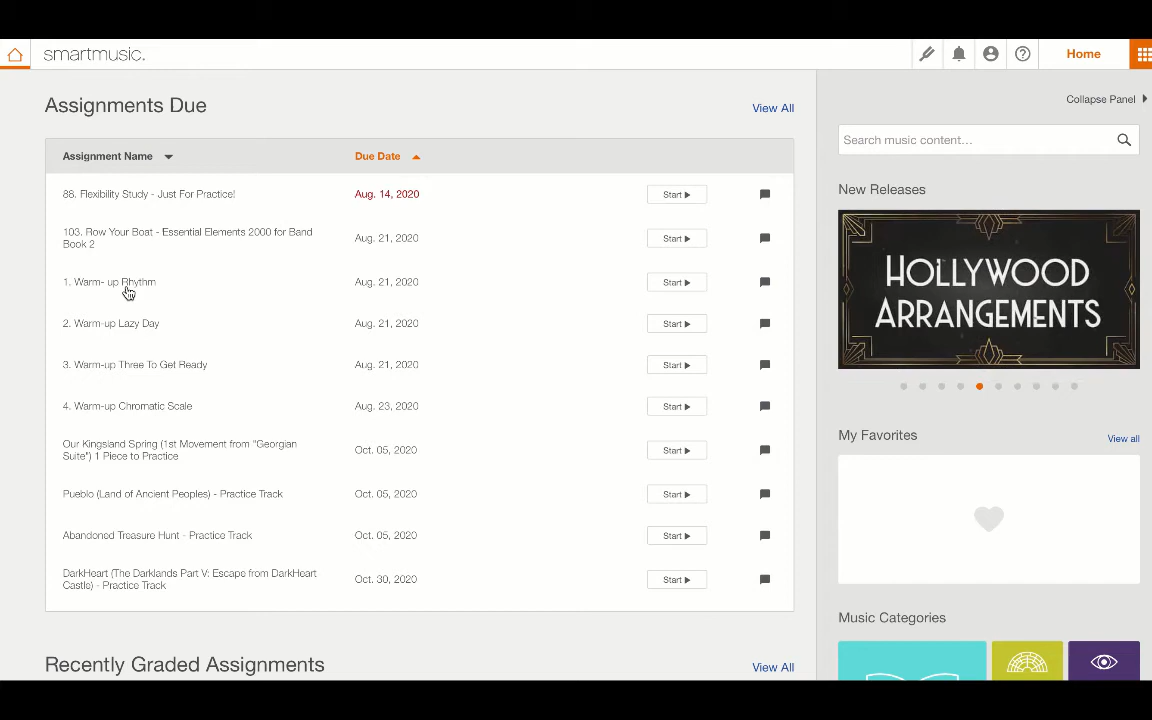 smartmusic.
Home
Assignments Due
View All
Collapse Panel
Assignment Name
Due Date
Search music content...
88. Flexibility Study - Just For Practice!
Aug. 14, 2020
Start
New Releases
103. Row Your Boat - Essential Elements 2000 for Band
Book 2
Aug. 21, 2020
Start
HOLLYWOOD
ARRANGEMENTS
1. Warm- up Rhythm
Aug. 21, 2020
Start
2. Warm-up Lazy Day
Aug. 21, 2020
Start
3. Warm-up Three To Get Ready
Aug. 21, 2020
Start
4. Warm-up Chromatic Scale
Aug. 23, 2020
Start
My Favorites
View all
Our Kingsland Spring (1st Movement from "Georgian
Suite") 1 Piece to Practice
Oct. 05, 2020
Start
Pueblo (Land of Ancient Peoples) - Practice Track
Oct. 05, 2020
Start
Abandoned Treasure Hunt - Practice Track
Oct. 05, 2020
Start
DarkHeart (The Darklands Part V: Escape from DarkHeart
Castle) - Practice Track
Oct. 30, 2020
Start
Music Categories
Recently Graded Assignments
View All